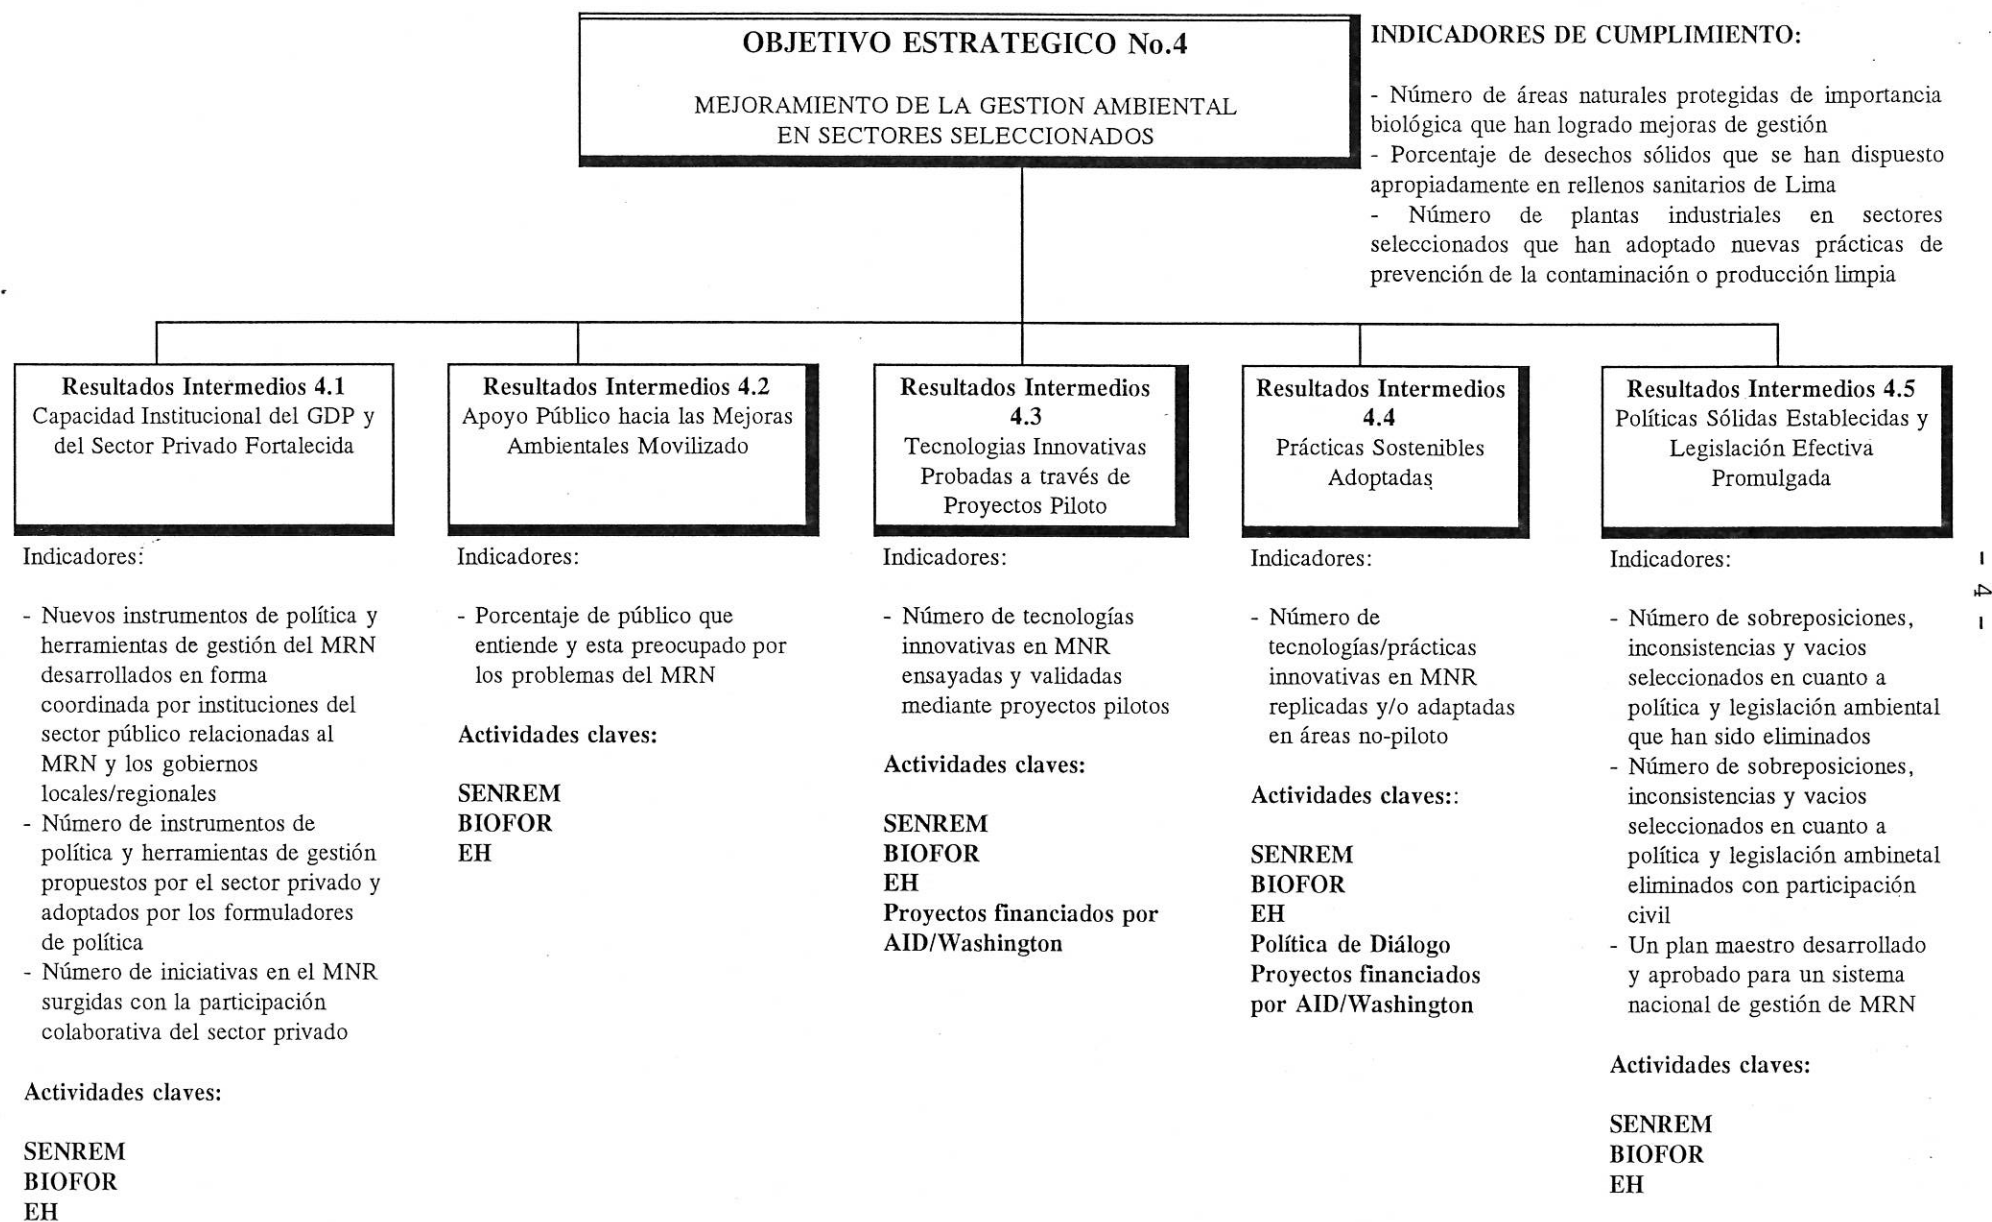 OBJETIVO ESTRATEGICO No.4
MEJORAMIENTO DE LA GESTION AMBIENTAL
EN SECTORES SELECCIONADOS
INDICADORES DE CUMPLIMIENTO:
- Número de áreas naturales protegidas de importancia
biológica que han logrado mejoras de gestión
- Porcentaje de desechos sólidos que se han dispuesto
apropiadamente en rellenos sanitarios de Lima
- Número de plantas industriales en sectores
seleccionados que han adoptado nuevas prácticas de
prevención de la contaminación o producción limpia
Resultados Intermedios 4.1
Capacidad Institucional del GDP y
del Sector Privado Fortalecida
Indicadores:
- Nuevos instrumentos de política y
herramientas de gestión del MRN
desarrollados en forma
coordinada por instituciones del
sector público relacionadas al
MRN y los gobiernos
locales/regionales
- Número de instrumentos de
política y herramientas de gestión
propuestos por el sector privado y
adoptados por los formuladores
de política
- Número de iniciativas en el MNR
surgidas con la participación
colaborativa del sector privado
Actividades claves:
SENREM
BIOFOR
EH
Resultados Intermedios 4.2
Apoyo Público hacia las Mejoras
Ambientales Movilizado
Indicadores:
- Porcentaje de público que
entiende y esta preocupado por
los problemas del MRN
Actividades claves:
SENREM
BIOFOR
EH
Resultados Intermedios
4.3
Tecnologias Innovativas
Probadas a través de
Proyectos Piloto
Indicadores:
- Número de tecnologías
innovativas en MNR
ensayadas y validadas
mediante proyectos pilotos
Actividades claves:
SENREM
BIOFOR
EH
Proyectos financiados por
AID/Washington
Resultados Intermedios
4.4
Prácticas Sostenibles
Adoptadas
Indicadores:
- Número de
tecnologías/prácticas
innovativas en MNR
replicadas y/o adaptadas
en áreas no-piloto
Actividades claves::
SENREM
BIOFOR
EH
Política de Diálogo
Proyectos financiados
por AID/Washington
Resultados Intermedios 4.5
Políticas Sólidas Establecidas y
Legislación Efectiva
Promulgada
Indicadores:
- Número de sobreposiciones,
inconsistencias y vacios
seleccionados en cuanto a
política y legislación ambiental
que han sido eliminados
- Número de sobreposiciones,
inconsistencias y vacios
seleccionados en cuanto a
política y legislación ambinetal
eliminados con participación
civil
- Un plan maestro desarrollado
y aprobado para un sistema
nacional de gestión de MRN
Actividades claves:
SENREM
BIOFOR
EH
- 4 -